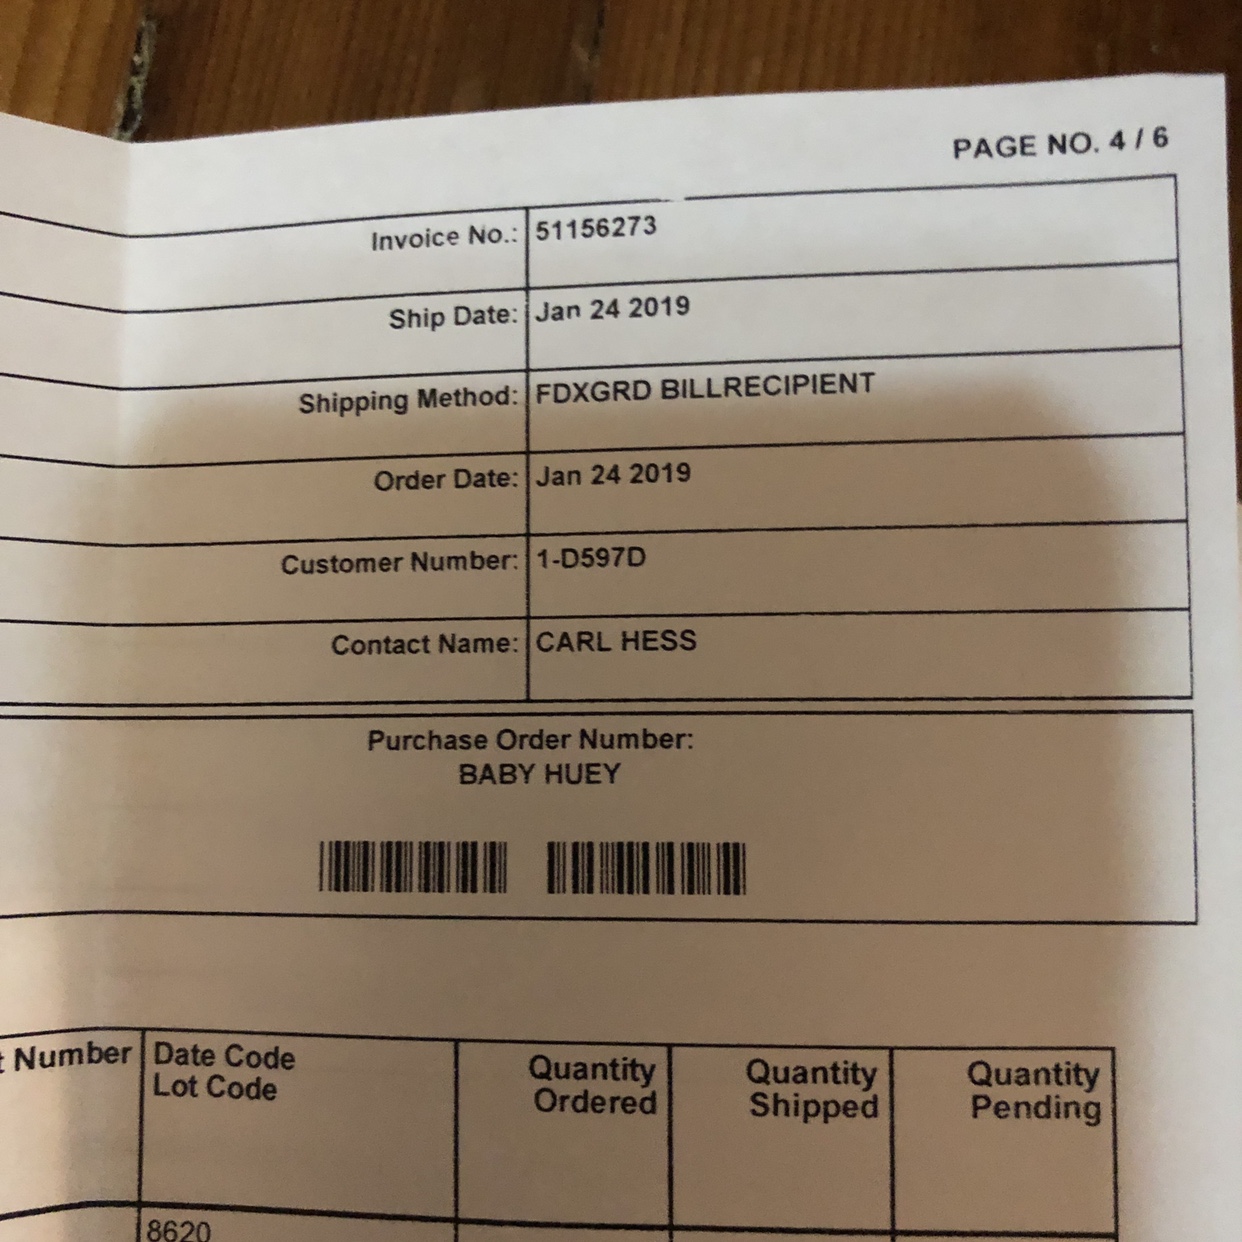 PAGE NO. 4 / 6
Invoice No.: 51156273
Ship Date: Jan 24 2019
Shipping Method: FDXGRD BILLRECIPIENT
Order Date: Jan 24 2019
Customer Number: 1-D597D
Contact Name: CARL HESS
Purchase Order Number:
BABY HUEY
Number Date Code Quantity Quantity Quantity
Lot Code Ordered Shipped Pending
8620